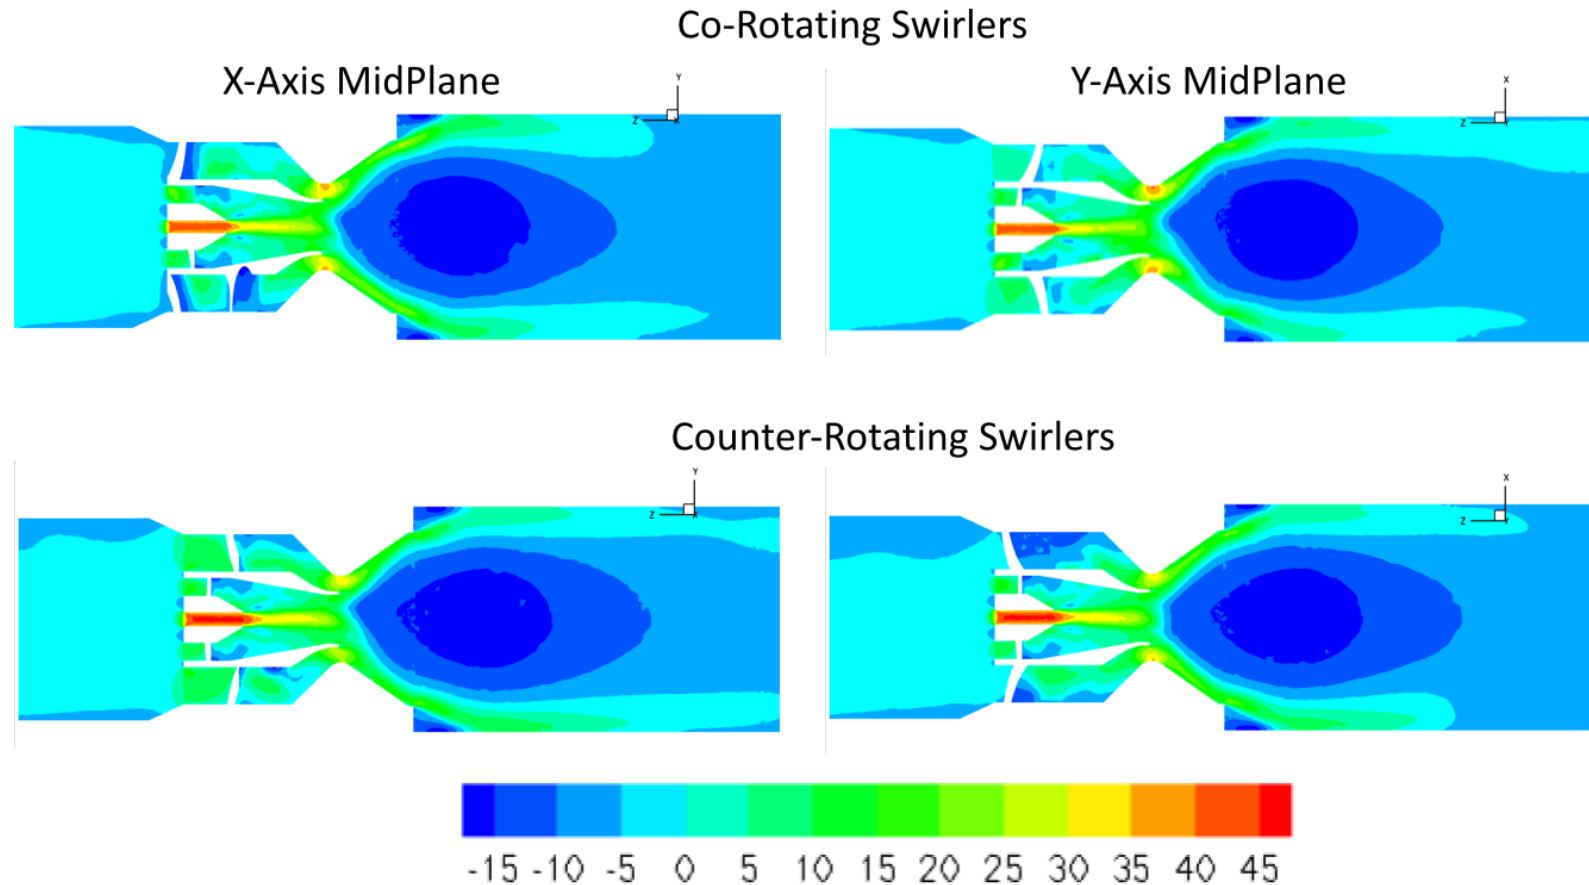 Co-Rotating Swirlers
X-Axis MidPlane
Y-Axis MidPlane
Y
Z
X
X
Z
Y
Counter-Rotating Swirlers
Y
Z
X
X
Z
Y
-15 -10 -5 0 5 10 15 20 25 30 35 40 45